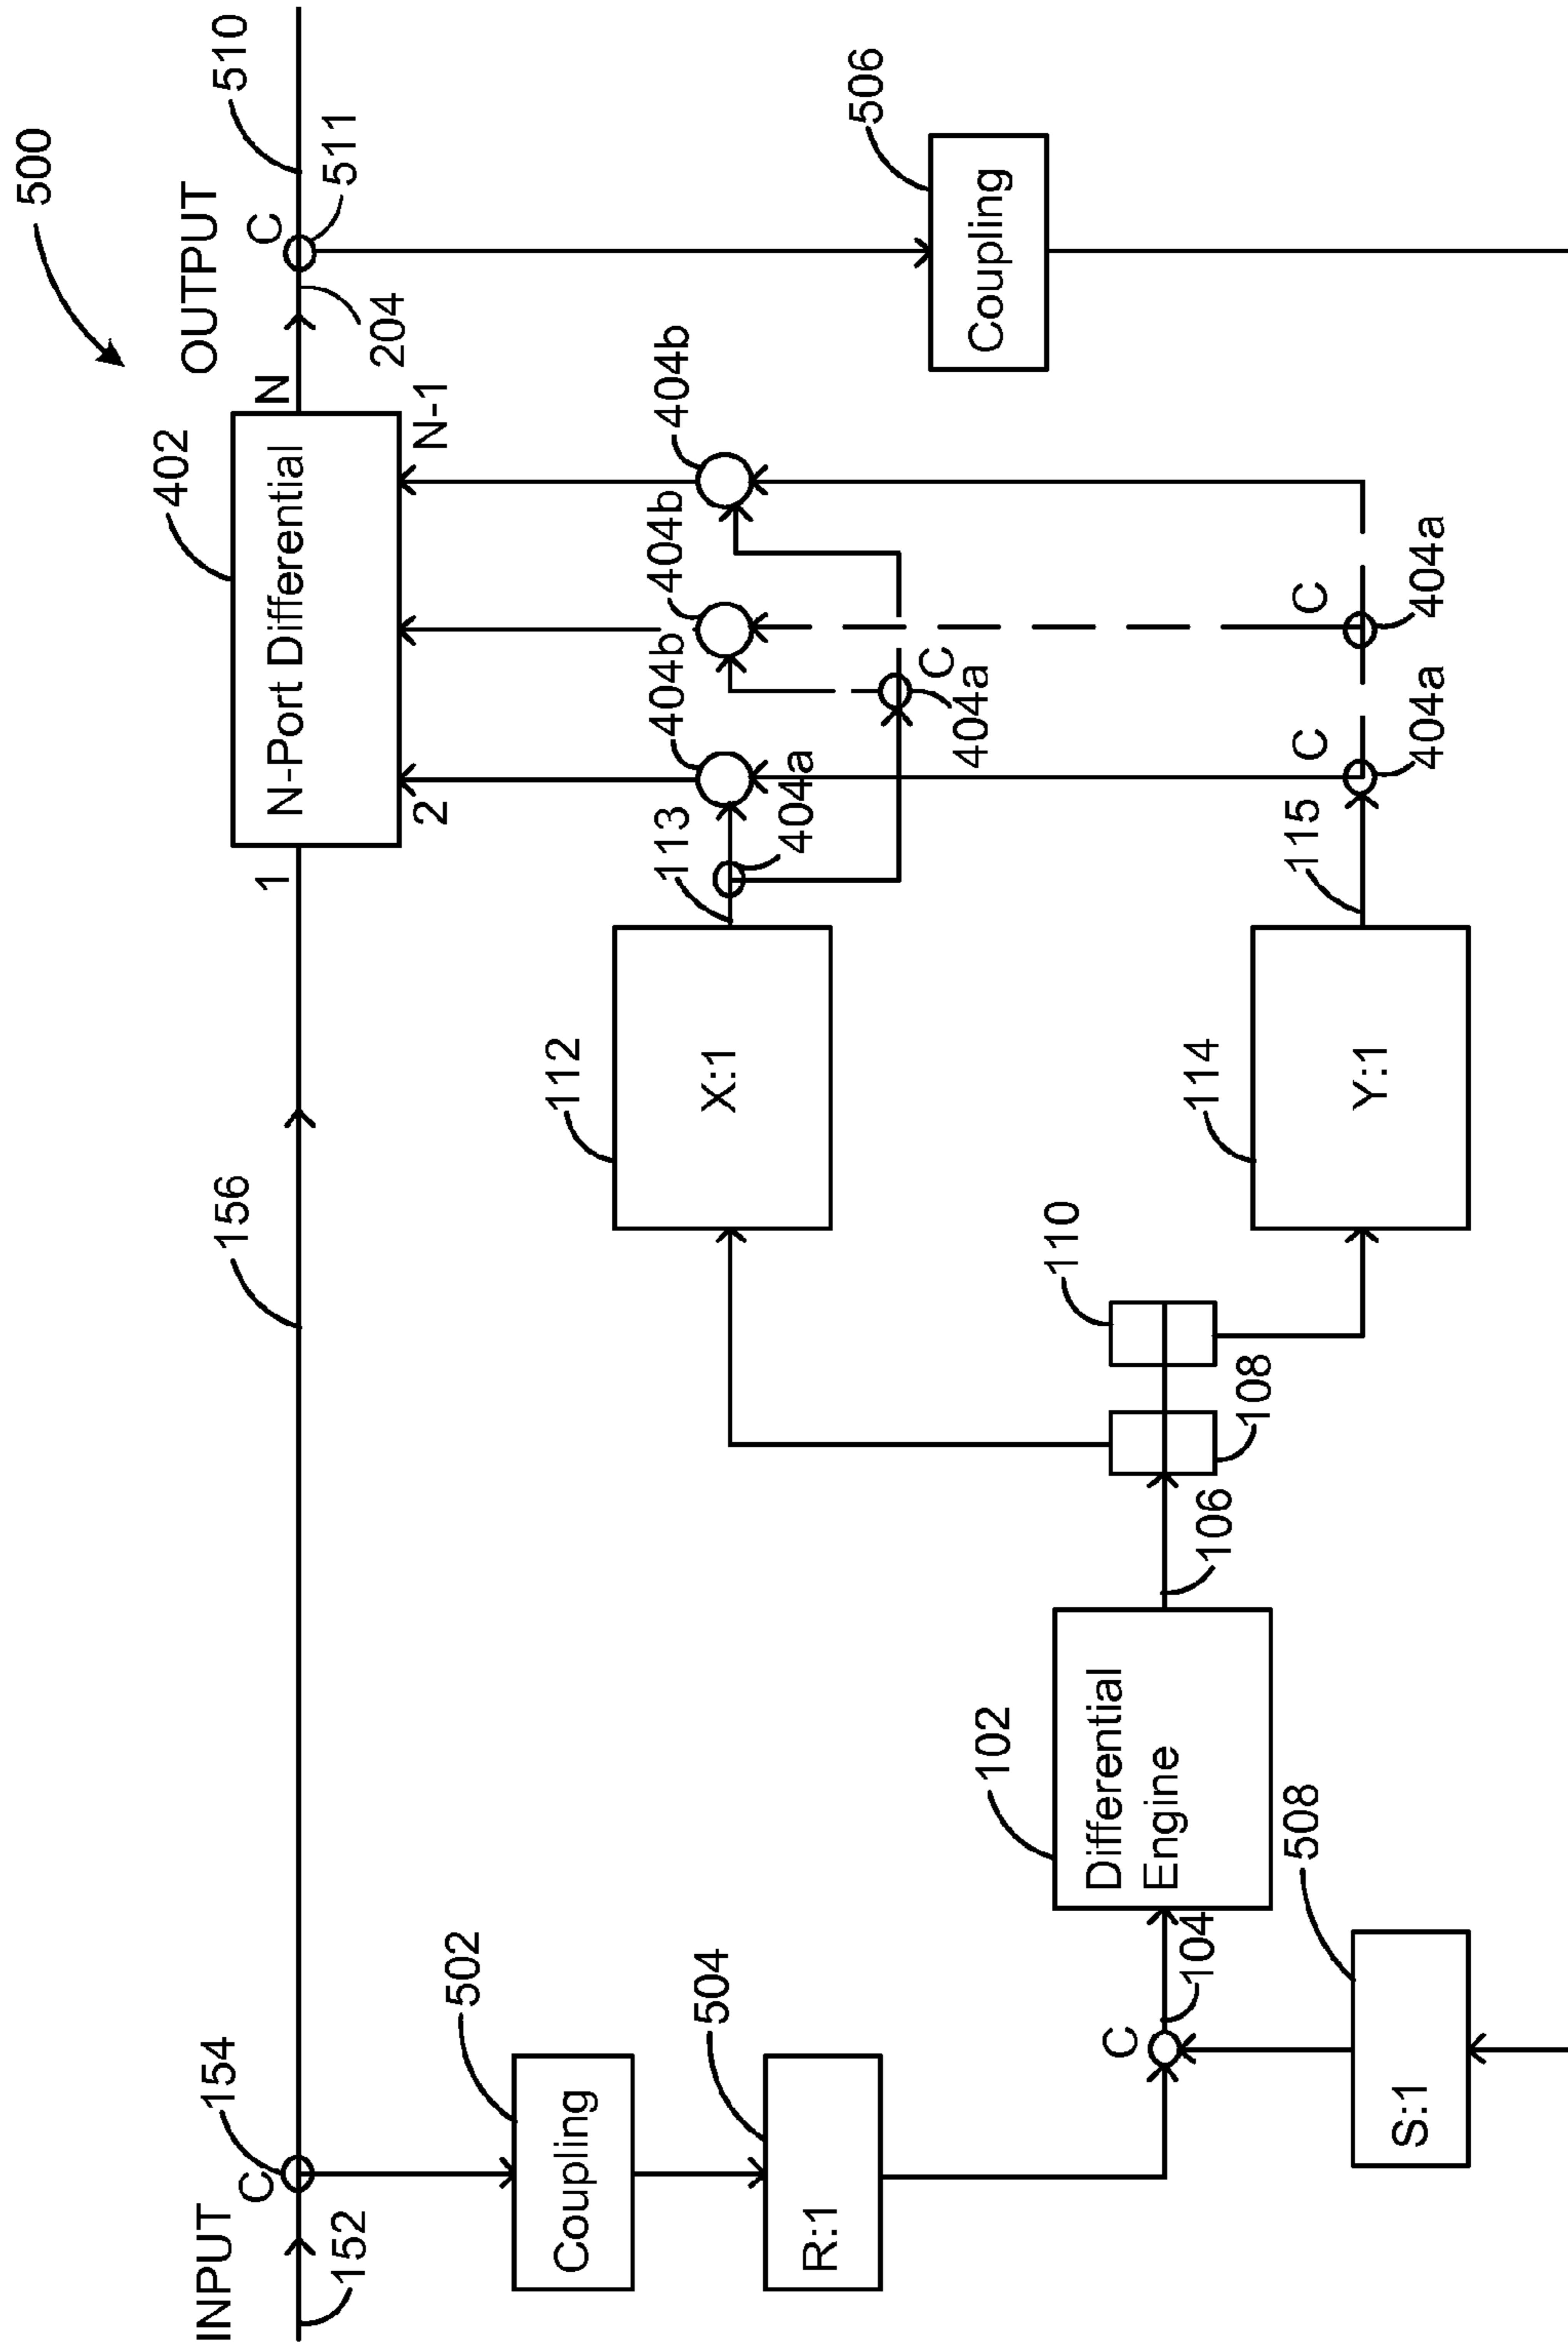 500
INPUT
152
C
154
156
1
402
N-Port Differential
2
N-1
N
OUTPUT
204
C
511
510
502
Coupling
504
R:1
C
104
508
S:1
102
Differential
Engine
106
108
110
112
X:1
113
404a
404b
404b
404b
C
404a
114
Y:1
115
C
404a
C
404a
506
Coupling